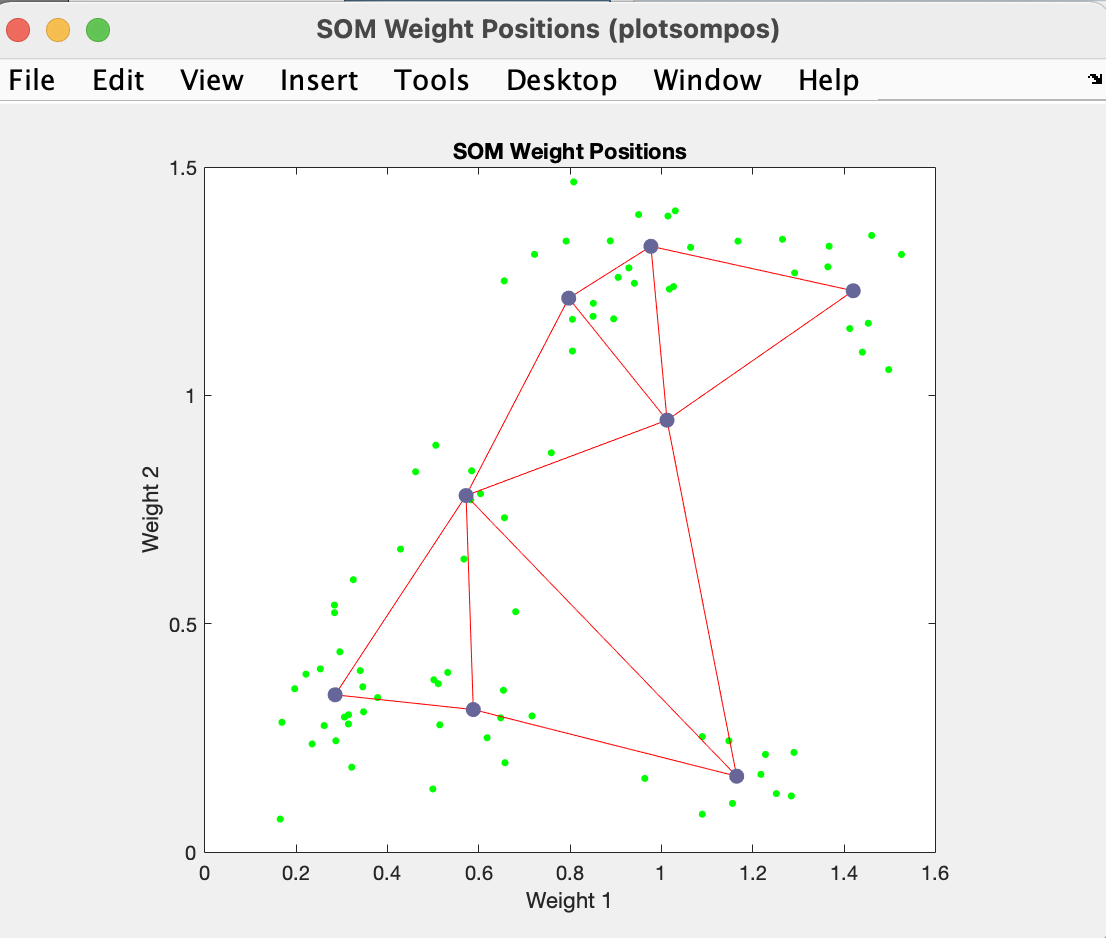 SOM Weight Positions (plotsompos)
File Edit View Insert Tools Desktop Window Help
SOM Weight Positions
1.5
1
0.5
0
Weight 2
0 0.2 0.4 0.6 0.8 1 1.2 1.4 1.6
Weight 1